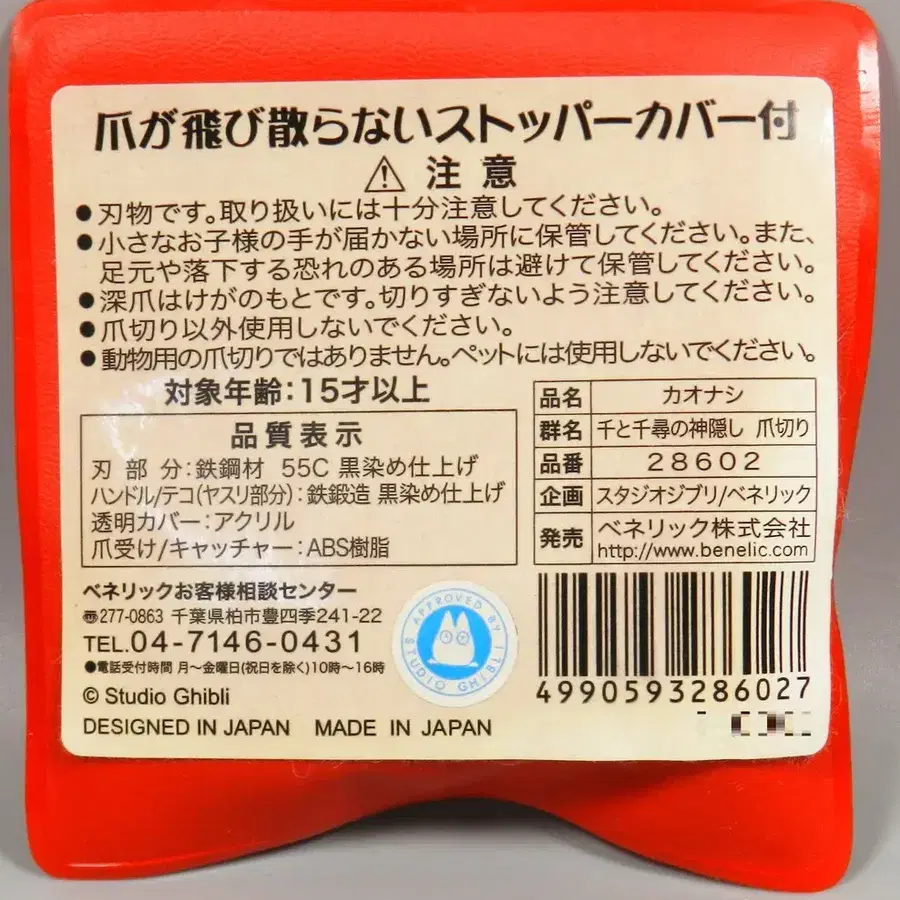 爪が飛び散らないストッパーカバー付
⚠ 注意
●刃物です。取り扱いには十分注意してください。
●小さなお子様の手が届かない場所に保管してください。また、
足元や落下する恐れのある場所は避けて保管してください。
●深爪はけがのもとです。切りすぎないよう注意してください。
●爪切り以外使用しないでください。
●動物用の爪切りではありません。ペットには使用しないでください。
対象年齢:15才以上
品質表示
刃部分:鉄鋼材 55C 黒染め仕上げ
ハンドル/テコ(ヤスリ部分):鉄鍛造 黒染め仕上げ
透明カバー:アクリル
爪受け/キャッチャー:ABS樹脂
品名 カオナシ
群名 千と千尋の神隠し 爪切り
品番 28602
企画 スタジオジブリ/ベネリック
発売 ベネリック株式会社
http://www.benelic.com
ベネリックお客様相談センター
〠277-0863 千葉県柏市豊四季241-22
TEL.04-7146-0431
●電話受付時間 月〜金曜日(祝日を除く)10時〜16時
© Studio Ghibli
DESIGNED IN JAPAN MADE IN JAPAN
APPROVED BY
STUDIO GHIBLI
4990593286027